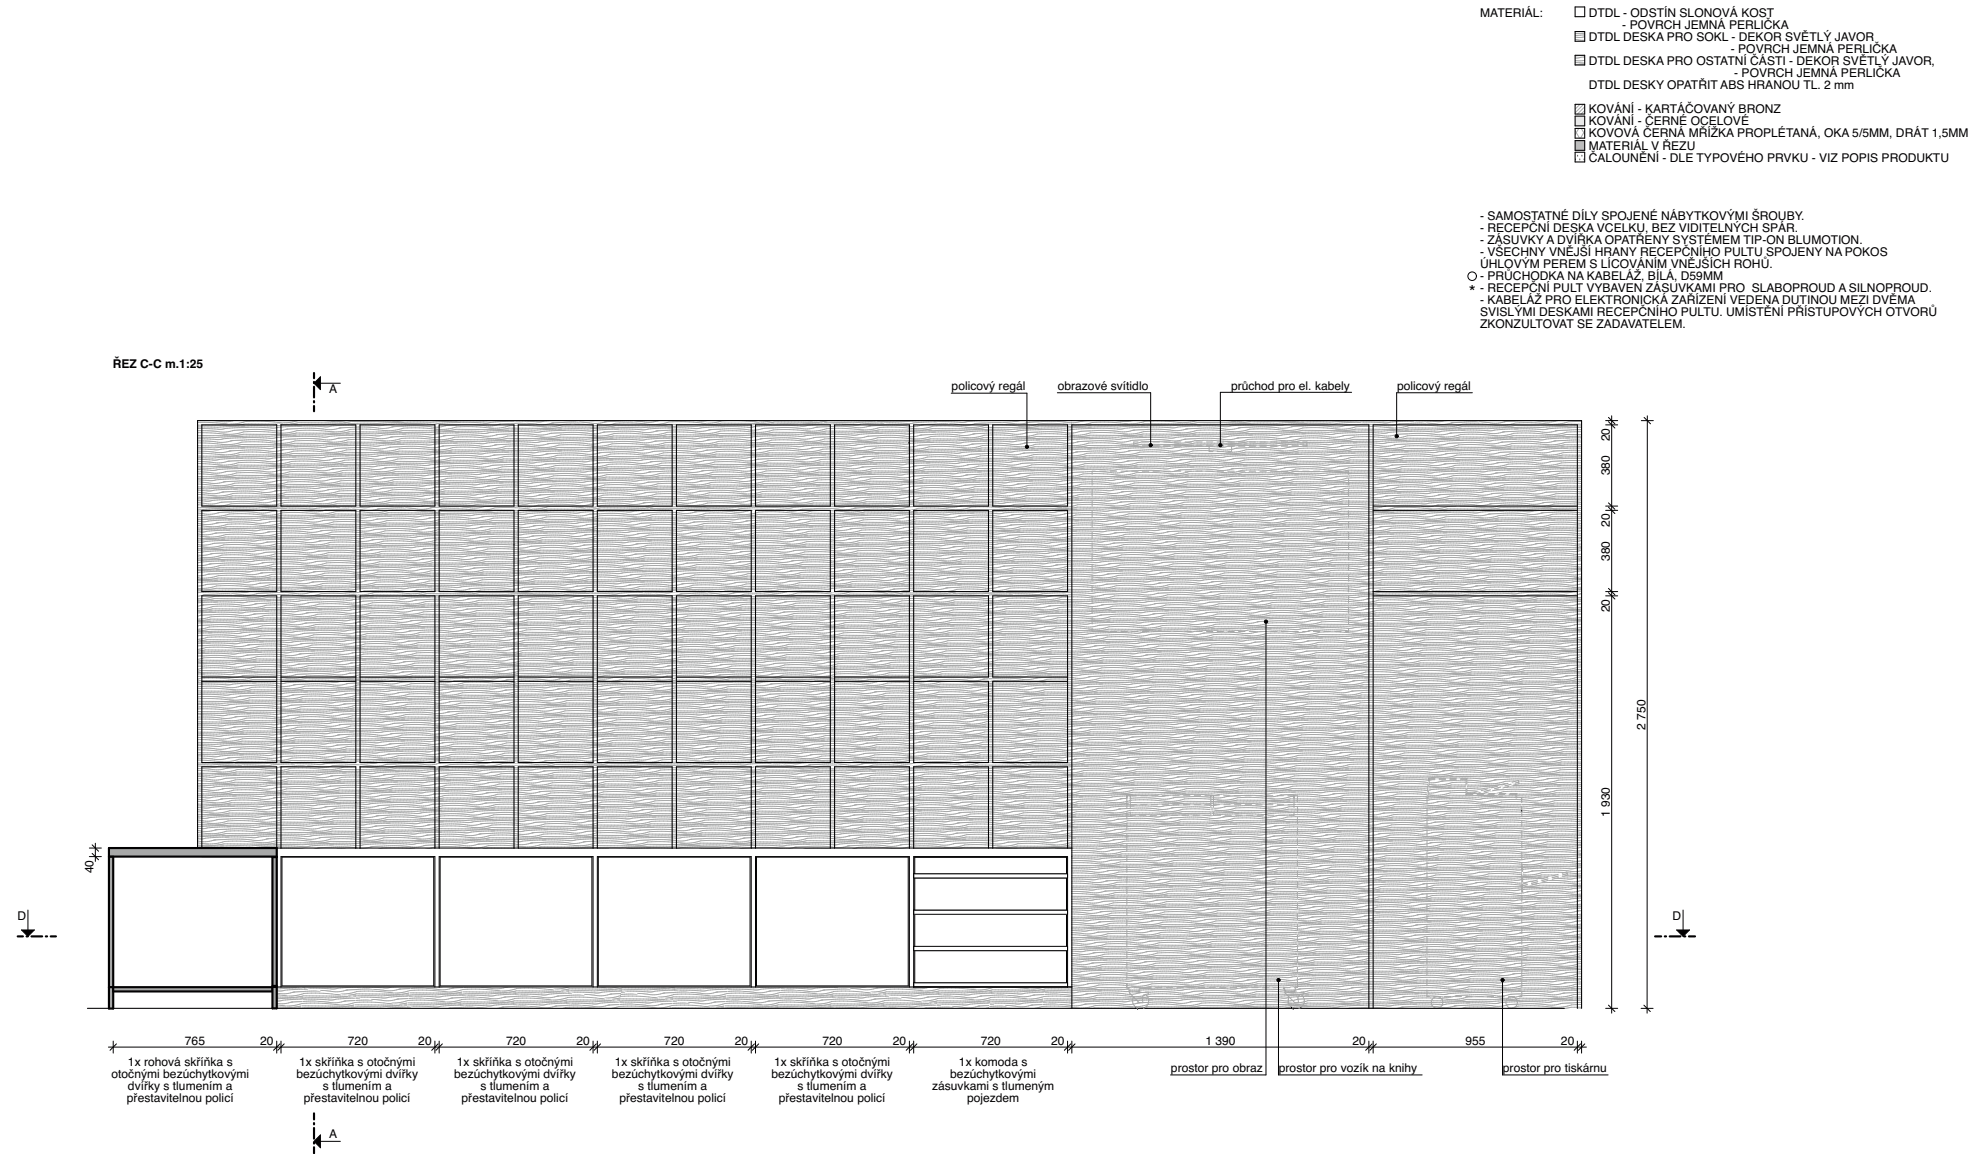 MATERIÁL:
DTDL - ODSTÍN SLONOVÁ KOST
- POVRCH JEMNÁ PERLIČKA
DTDL DESKA PRO SOKL - DEKOR SVĚTLÝ JAVOR
- POVRCH JEMNÁ PERLIČKA
DTDL DESKA PRO OSTATNÍ ČÁSTI - DEKOR SVĚTLÝ JAVOR,
- POVRCH JEMNÁ PERLIČKA
DTDL DESKY OPATŘIT ABS HRANOU TL. 2 mm
KOVÁNÍ - KARTÁČOVANÝ BRONZ
KOVÁNÍ - ČERNÉ OCELOVÉ
KOVOVÁ ČERNÁ MŘÍŽKA PROPLÉTANÁ, OKA 5/5MM, DRÁT 1,5MM
MATERIÁL V ŘEZU
ČALOUNĚNÍ - DLE TYPOVÉHO PRVKU - VIZ POPIS PRODUKTU
- SAMOSTATNÉ DÍLY SPOJENÉ NÁBYTKOVÝMI ŠROUBY.
- RECEPČNÍ DESKA VCELKU, BEZ VIDITELNÝCH SPÁR.
- ZÁSUVKY A DVÍŘKA OPATŘENY SYSTÉMEM TIP-ON BLUMOTION.
- VŠECHNY VNĚJŠÍ HRANY RECEPČNÍHO PULTU SPOJENY NA POKOS
ÚHLOVÝM PEREM S LÍCOVÁNÍM VNĚJŠÍCH ROHŮ.
- PRŮCHODKA NA KABELÁŽ, BÍLÁ, D59MM
* - RECEPČNÍ PULT VYBAVEN ZÁSUVKAMI PRO SLABOPROUD A SILNOPROUD.
- KABELÁŽ PRO ELEKTRONICKÁ ZAŘÍZENÍ VEDENA DUTINOU MEZI DVĚMA
SVISLÝMI DESKAMI RECEPČNÍHO PULTU. UMÍSTĚNÍ PŘÍSTUPOVÝCH OTVORŮ
ZKONZULTOVAT SE ZADAVATELEM.
ŘEZ C-C m.1:25
A
policový regál
obrazové svítidlo
průchod pro el. kabely
policový regál
20
380
20
380
20
2 750
1 930
40
D
D
765 20 720 20 720 20 720 20 720 20 720 20 1 390 20 955 20
1x rohová skříňka s
otočnými bezúchytkovými
dvířky s tlumením a
přestavitelnou policí
1x skříňka s otočnými
bezúchytkovými dvířky
s tlumením a
přestavitelnou policí
1x skříňka s otočnými
bezúchytkovými dvířky
s tlumením a
přestavitelnou policí
1x skříňka s otočnými
bezúchytkovými dvířky
s tlumením a
přestavitelnou policí
1x skříňka s otočnými
bezúchytkovými dvířky
s tlumením a
přestavitelnou policí
1x komoda s
bezúchytkovými
zásuvkami s tlumeným
pojezdem
prostor pro obraz
prostor pro vozík na knihy
prostor pro tiskárnu
A